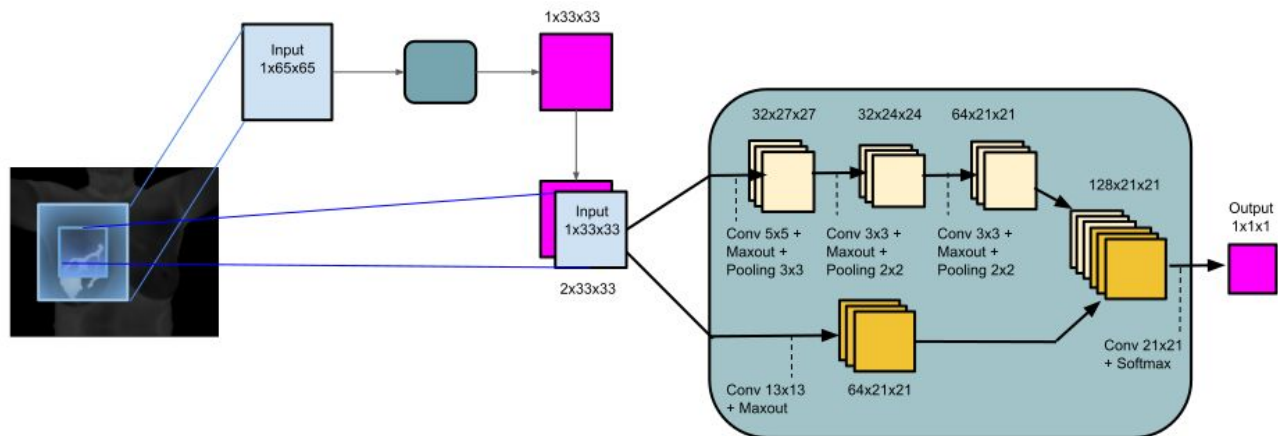 1x33x33
Input
1x65x65
32x27x27
32x24x24
64x21x21
128x21x21
Output
1x1x1
Input
1x33x33
Conv 5x5 +
Maxout +
Pooling 3x3
Conv 3x3 +
Maxout +
Pooling 2x2
Conv 3x3 +
Maxout +
Pooling 2x2
2x33x33
Conv 21x21
+ Softmax
Conv 13x13
+ Maxout
64x21x21